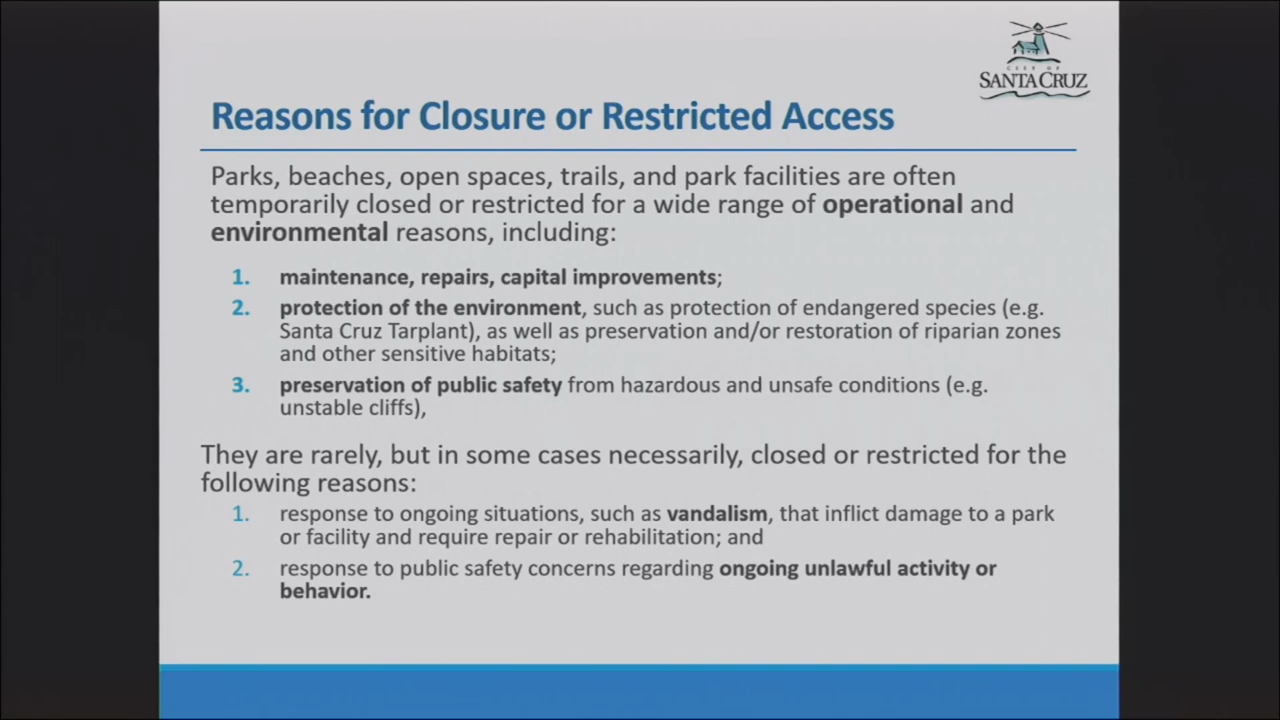 CITY OF
SANTA CRUZ
Reasons for Closure or Restricted Access
Parks, beaches, open spaces, trails, and park facilities are often
temporarily closed or restricted for a wide range of operational and
environmental reasons, including:
1. maintenance, repairs, capital improvements;
2. protection of the environment, such as protection of endangered species (e.g.
Santa Cruz Tarplant), as well as preservation and/or restoration of riparian zones
and other sensitive habitats;
3. preservation of public safety from hazardous and unsafe conditions (e.g.
unstable cliffs),
They are rarely, but in some cases necessarily, closed or restricted for the
following reasons:
1. response to ongoing situations, such as vandalism, that inflict damage to a park
or facility and require repair or rehabilitation; and
2. response to public safety concerns regarding ongoing unlawful activity or
behavior.